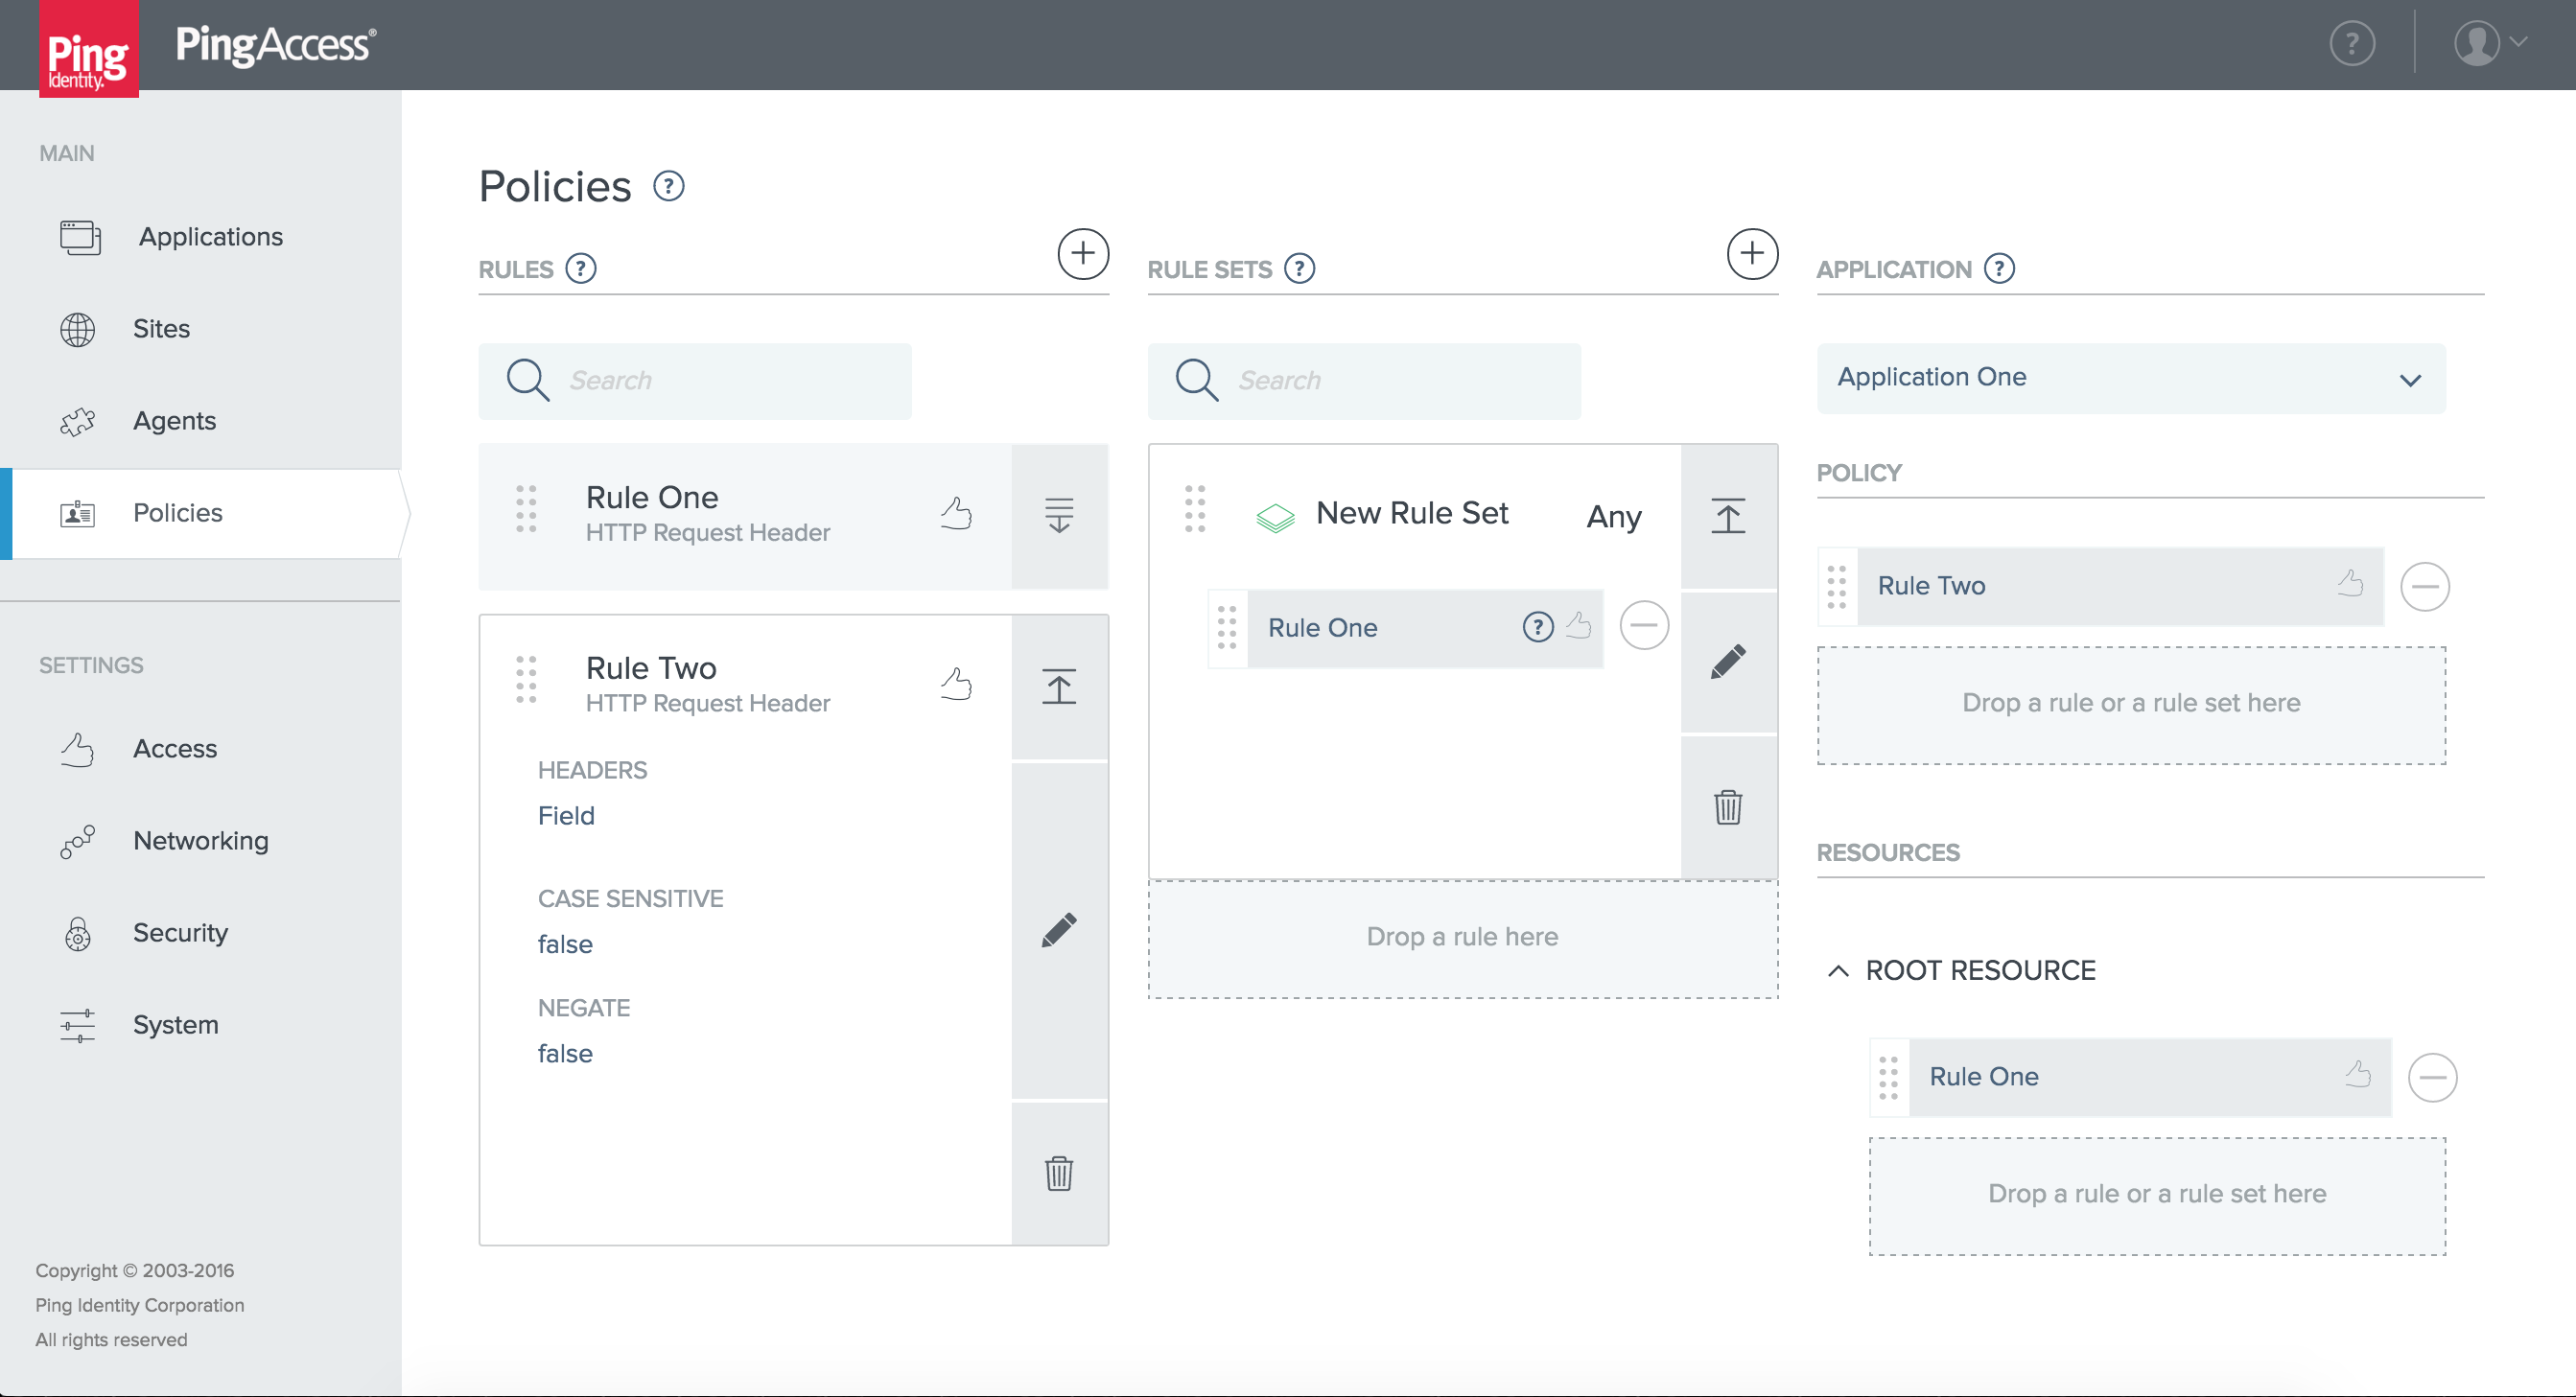 Ping
Identity.
PingAccess®
?
MAIN
Applications
Sites
Agents
Policies
SETTINGS
Access
Networking
Security
System
Copyright © 2003-2016
Ping Identity Corporation
All rights reserved
Policies ?
RULES ?
Search
Rule One
HTTP Request Header
Rule Two
HTTP Request Header
HEADERS
Field
CASE SENSITIVE
false
NEGATE
false
RULE SETS ?
Search
New Rule Set Any
Rule One ?
Drop a rule here
APPLICATION ?
Application One
POLICY
Rule Two
Drop a rule or a rule set here
RESOURCES
ROOT RESOURCE
Rule One
Drop a rule or a rule set here